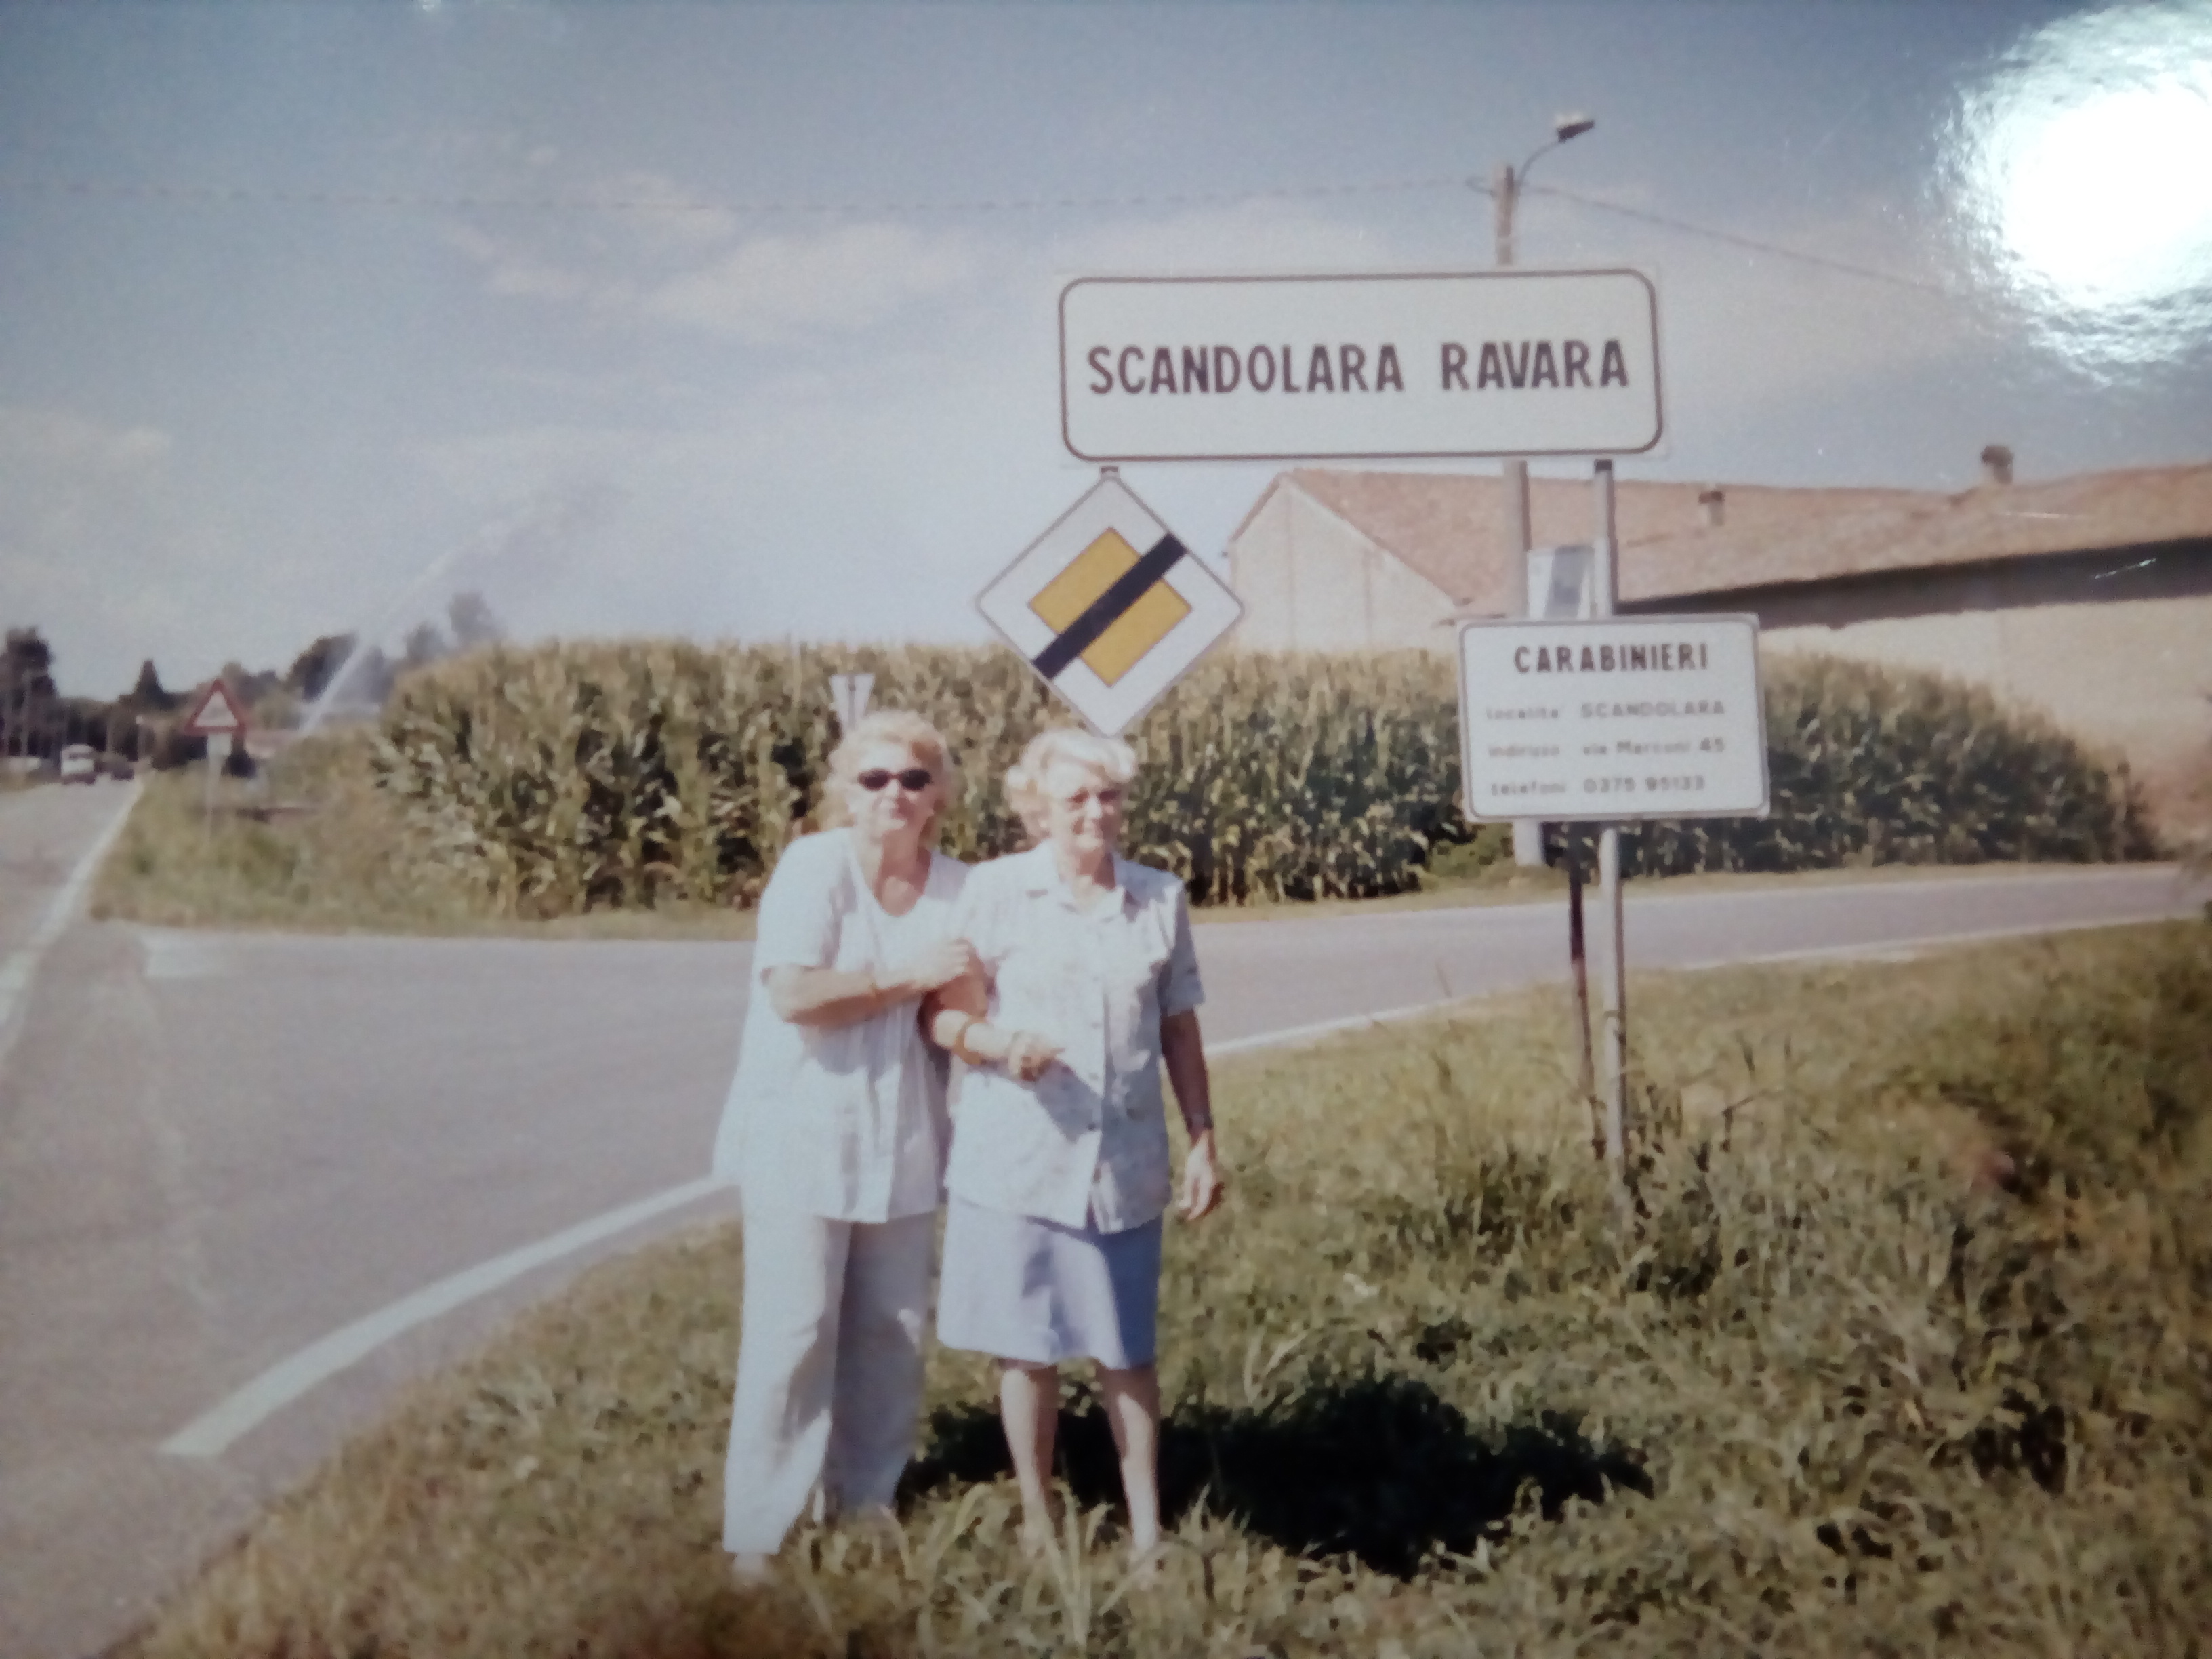 SCANDOLARA RAVARA
CARABINIERI
località SCANDOLARA
indirizzo via Marconi 45
telefoni 0375 95133